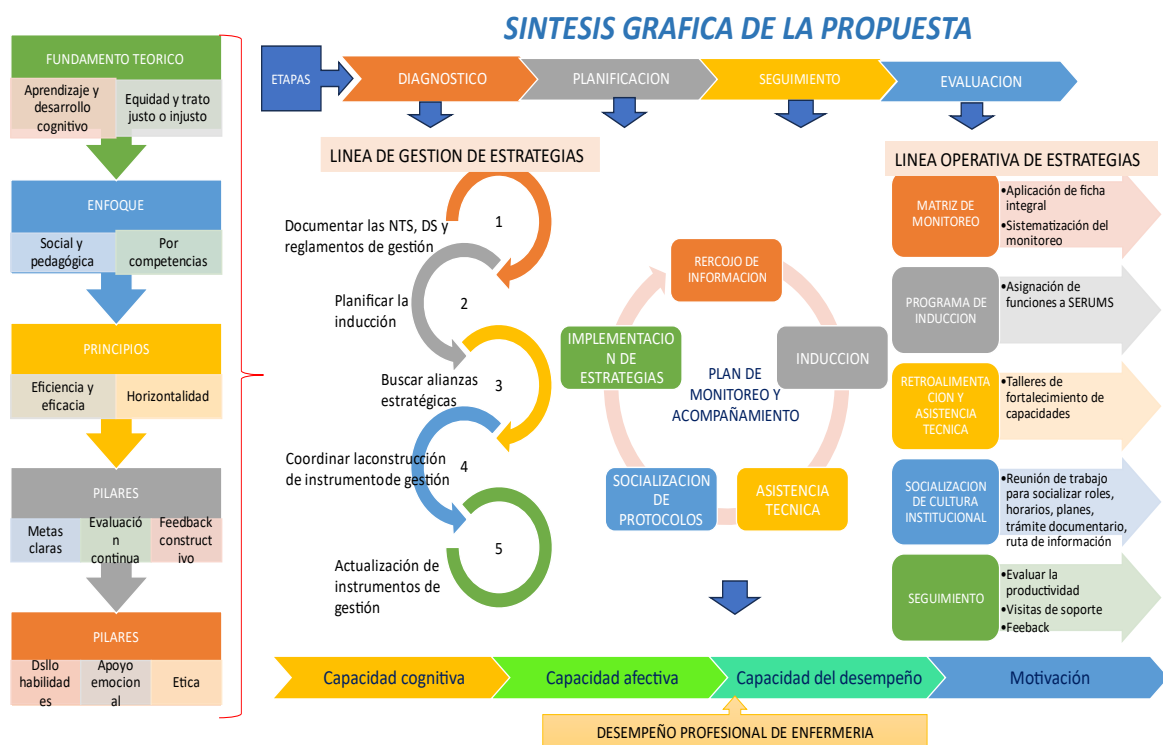 SINTESIS GRAFICA DE LA PROPUESTA
FUNDAMENTO TEORICO
Aprendizaje y
desarrollo
cognitivo
Equidad y trato
justo o injusto
ENFOQUE
Social y
pedagógica
Por
competencias
PRINCIPIOS
Eficiencia y
eficacia
Horizontalidad
PILARES
Metas
claras
Evaluació
n
continua
Feedback
construct
ivo
PILARES
Dsllo
habilidad
es
Apoyo
emocion
al
Etica
ETAPAS
DIAGNOSTICO
PLANIFICACION
SEGUIMIENTO
EVALUACION
LINEA DE GESTION DE ESTRATEGIAS
1
Documentar las NTS, DS y
reglamentos de gestión
2
Planificar la
inducción
3
Buscar alianzas
estratégicas
4
Coordinar laconstrucción
de instrumento de gestión
5
Actualización de
instrumentos de
gestión
RERCOJO DE
INFORMACION
INDUCCION
ASISTENCIA
TECNICA
SOCIALIZACION
DE
PROTOCOLOS
IMPLEMENTACIO
N DE
ESTRATEGIAS
PLAN DE
MONITOREO Y
ACOMPAÑAMIENTO
LINEA OPERATIVA DE ESTRATEGIAS
MATRIZ DE
MONITOREO
•Aplicación de ficha
integral
•Sistematización del
monitoreo
PROGRAMA DE
INDUCCION
•Asignación de
funciones a SERUMS
RETROALIMENTA
CION Y
ASISTENCIA
TECNICA
•Talleres de
fortalecimiento de
capacidades
SOCIALIZACION
DE CULTURA
INSTITUCIONAL
•Reunión de trabajo
para socializar roles,
horarios, planes,
trámite documentario,
ruta de información
SEGUIMIENTO
•Evaluar la
productividad
•Visitas de soporte
•Feeback
Capacidad cognitiva
Capacidad afectiva
Capacidad del desempeño
Motivación
DESEMPEÑO PROFESIONAL DE ENFERMERIA